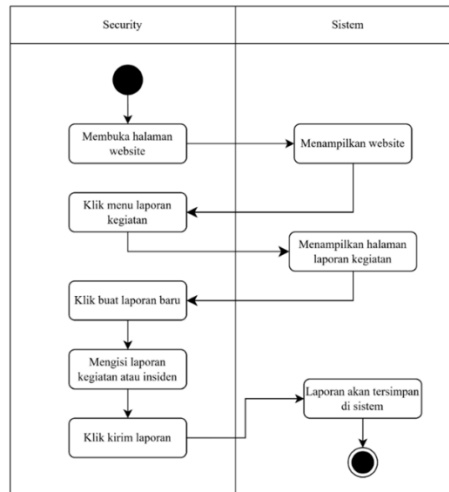 Security
Sistem
Membuka halaman
website
Menampilkan website
Klik menu laporan
kegiatan
Menampilkan halaman
laporan kegiatan
Klik buat laporan baru
Mengisi laporan
kegiatan atau insiden
Laporan akan tersimpan
di sistem
Klik kirim laporan